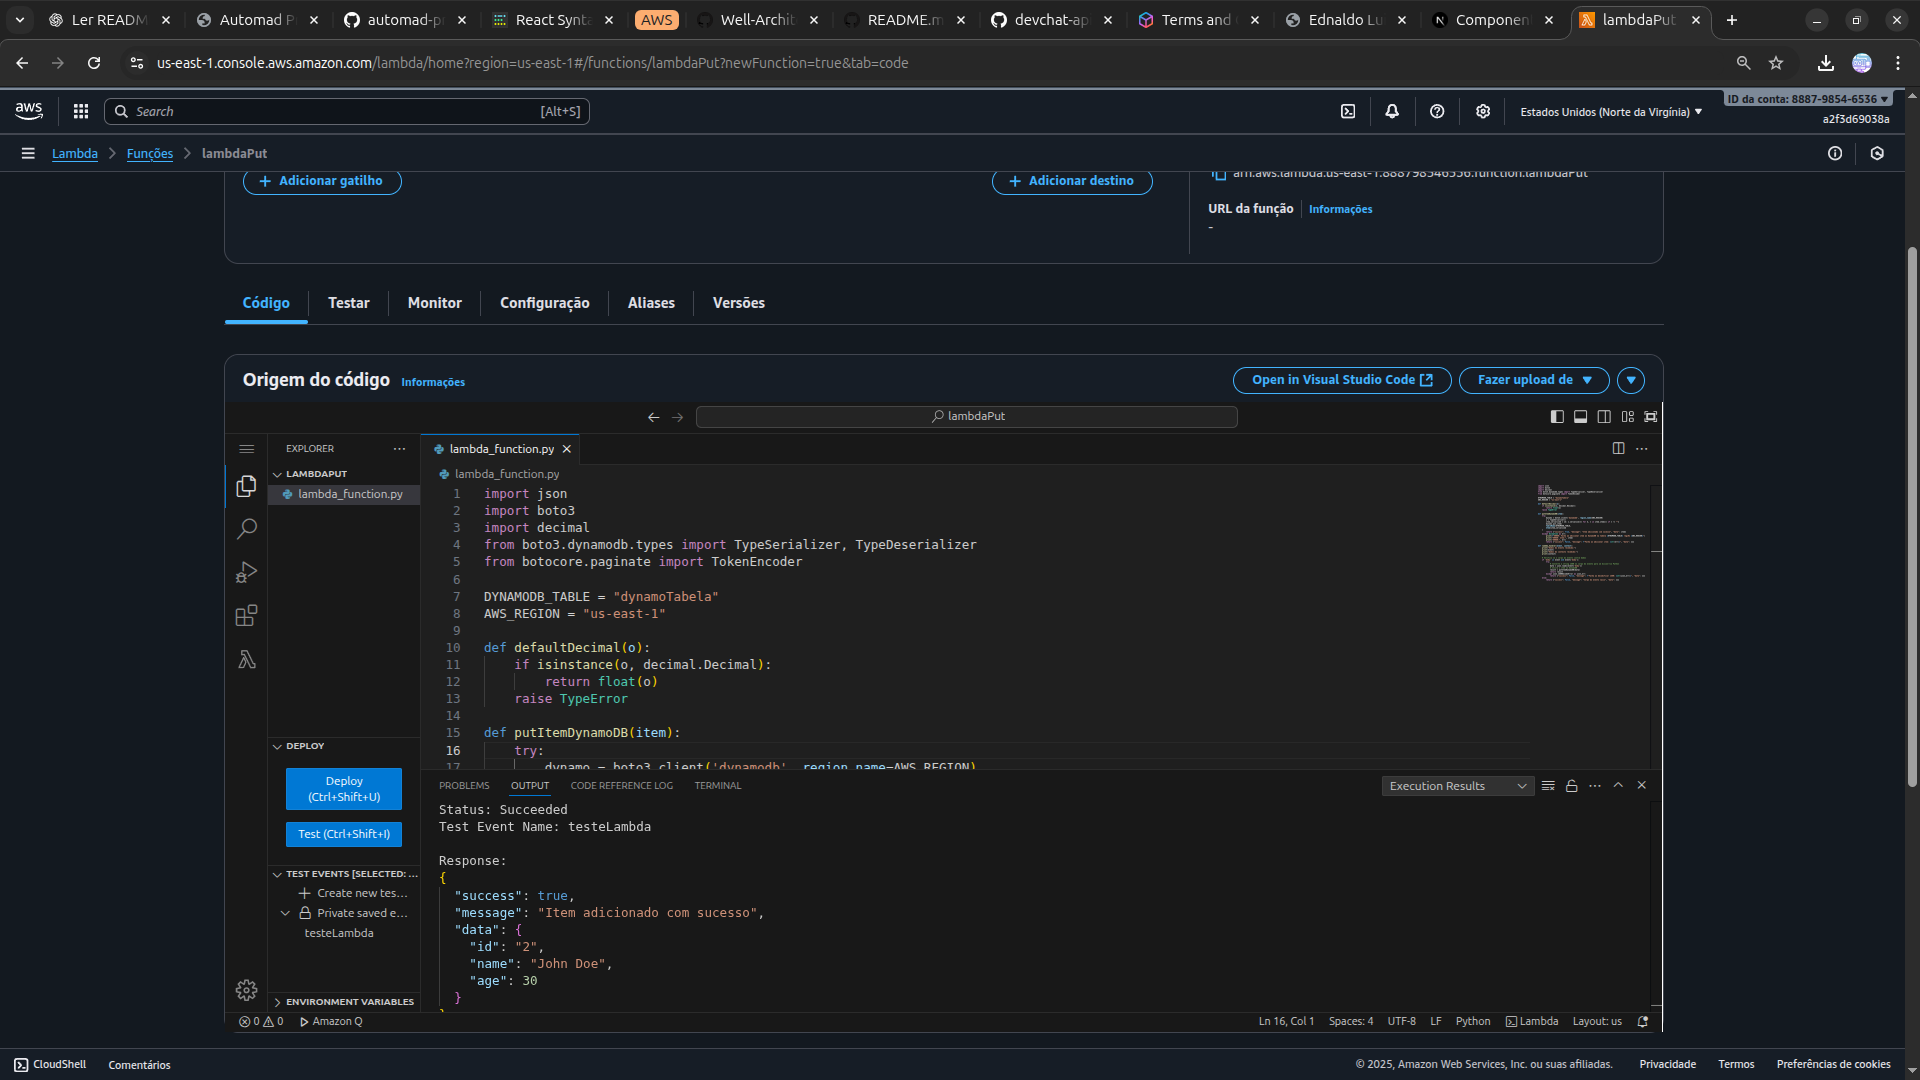 Ler READM
Automad P
automad-p
React Synta
AWS
Well-Archit
README.m
devchat-ap
Terms and
Ednaldo Lu
Component
lambdaPut
us-east-1.console.aws.amazon.com/lambda/home?region=us-east-1#/functions/lambdaPut?newFunction=true&tab=code
aws
Search
[Alt+S]
Estados Unidos (Norte da Virgínia)
ID da conta: 8887-9854-6536
a2f3d69038a
Lambda
Funções
lambdaPut
Adicionar gatilho
Adicionar destino
arn:aws:lambda:us-east-1:888798546536:function:lambdaPut
URL da função
Informações
-
Código
Testar
Monitor
Configuração
Aliases
Versões
Origem do código
Informações
Open in Visual Studio Code
Fazer upload de
lambdaPut
EXPLORER
LAMBDAPUT
lambda_function.py
lambda_function.py
lambda_function.py
1 import json
2 import boto3
3 import decimal
4 from boto3.dynamodb.types import TypeSerializer, TypeDeserializer
5 from botocore.paginate import TokenEncoder
6
7 DYNAMODB_TABLE = "dynamoTabela"
8 AWS_REGION = "us-east-1"
9
10 def defaultDecimal(o):
11 if isinstance(o, decimal.Decimal):
12 return float(o)
13 raise TypeError
14
15 def putItemDynamoDB(item):
16 try:
17 dynamo = boto3.client('dynamodb', region_name=AWS_REGION)
DEPLOY
Deploy
(Ctrl+Shift+U)
Test (Ctrl+Shift+I)
TEST EVENTS [SELECTED: ...
Create new tes...
Private saved e...
testeLambda
ENVIRONMENT VARIABLES
PROBLEMS
OUTPUT
CODE REFERENCE LOG
TERMINAL
Execution Results
Status: Succeeded
Test Event Name: testeLambda
Response:
{
"success": true,
"message": "Item adicionado com sucesso",
"data": {
"id": "2",
"name": "John Doe",
"age": 30
}
}
0 0
Amazon Q
Ln 16, Col 1
Spaces: 4
UTF-8
LF
Python
Lambda
Layout: us
CloudShell
Comentários
© 2025, Amazon Web Services, Inc. ou suas afiliadas.
Privacidade
Termos
Preferências de cookies